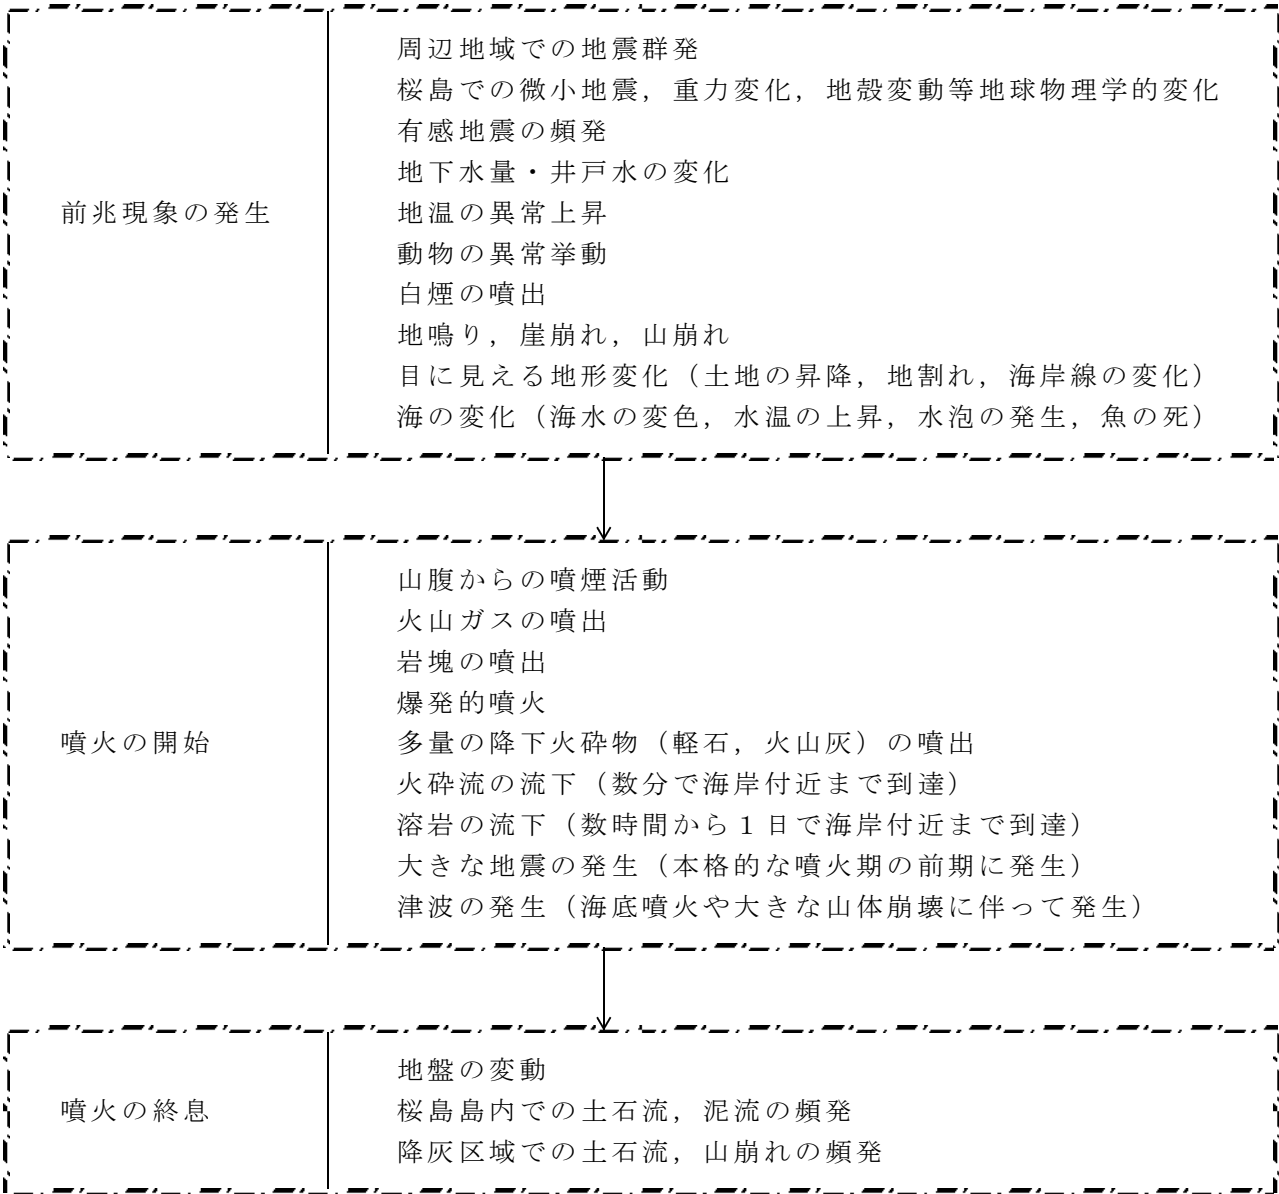 前兆現象の発生
周辺地域での地震群発
桜島での微小地震，重力変化，地殻変動等地球物理学的変化
有感地震の頻発
地下水量・井戸水の変化
地温の異常上昇
動物の異常挙動
白煙の噴出
地鳴り，崖崩れ，山崩れ
目に見える地形変化（土地の昇降，地割れ，海岸線の変化）
海の変化（海水の変色，水温の上昇，水泡の発生，魚の死）
噴火の開始
山腹からの噴煙活動
火山ガスの噴出
岩塊の噴出
爆発的噴火
多量の降下火砕物（軽石，火山灰）の噴出
火砕流の流下（数分で海岸付近まで到達）
溶岩の流下（数時間から１日で海岸付近まで到達）
大きな地震の発生（本格的な噴火期の前期に発生）
津波の発生（海底噴火や大きな山体崩壊に伴って発生）
噴火の終息
地盤の変動
桜島島内での土石流，泥流の頻発
降灰区域での土石流，山崩れの頻発